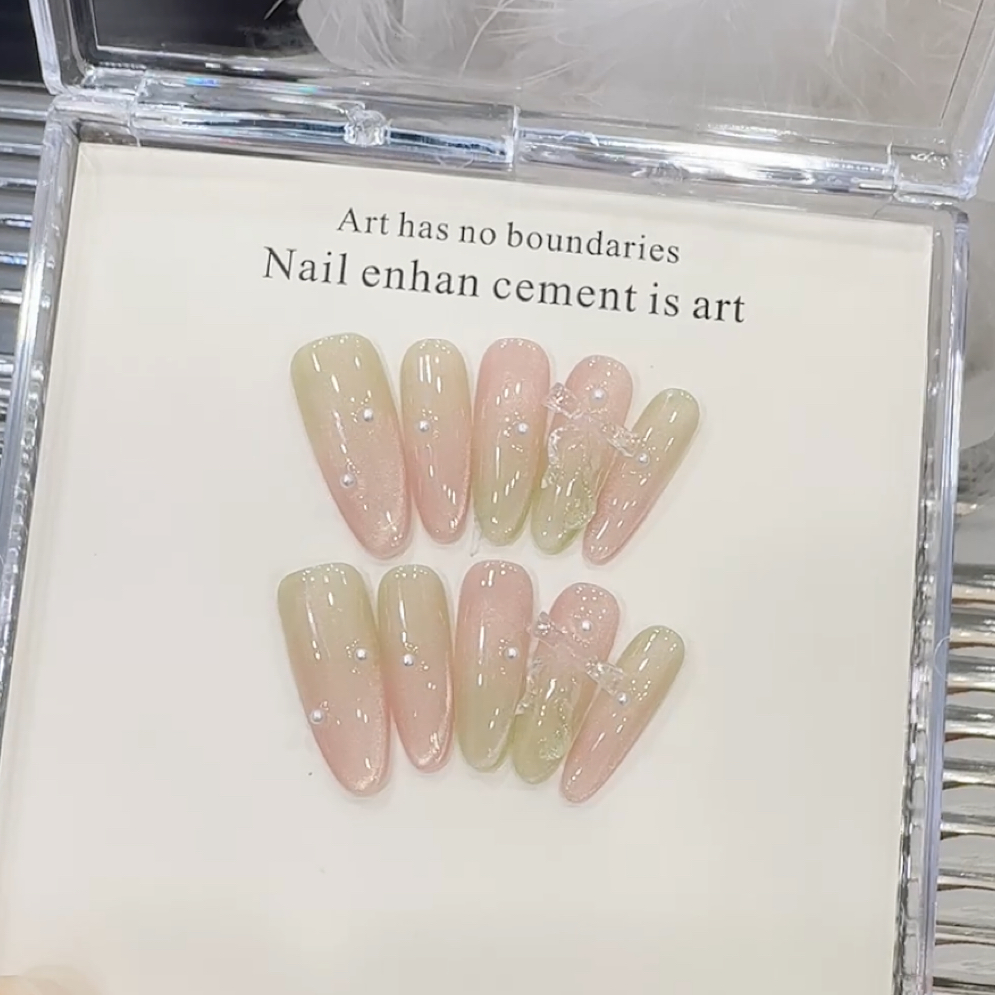 Art has no boundaries
Nail enhan cement is art